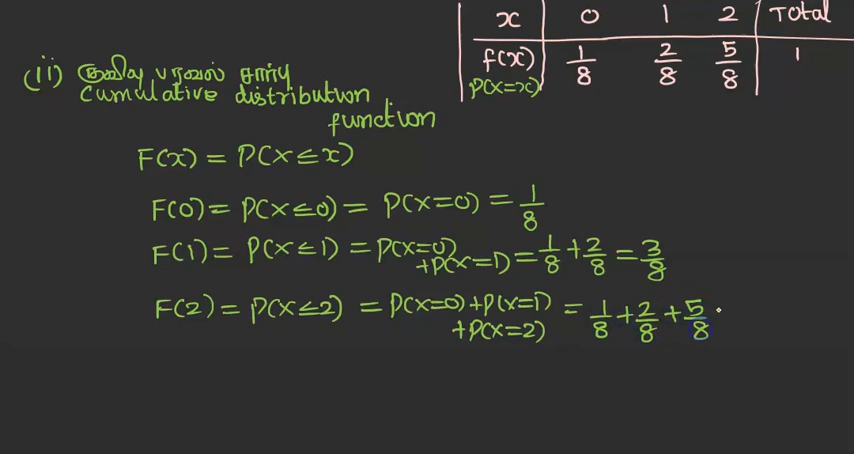 x 0 1 2 Total
f(x) 1/8 2/8 5/8 1
P(X=x)
(ii) குவிவு பரவல் சார்பு
Cumulative distribution
function
F(x) = P(X≤x)
F(0) = P(X≤0) = P(X=0) = 1/8
F(1) = P(X≤1) = P(X=0)
+P(X=1) = 1/8 + 2/8 = 3/8
F(2) = P(X≤2) = P(X=0) + P(X=1)
+P(X=2) = 1/8 + 2/8 + 5/8